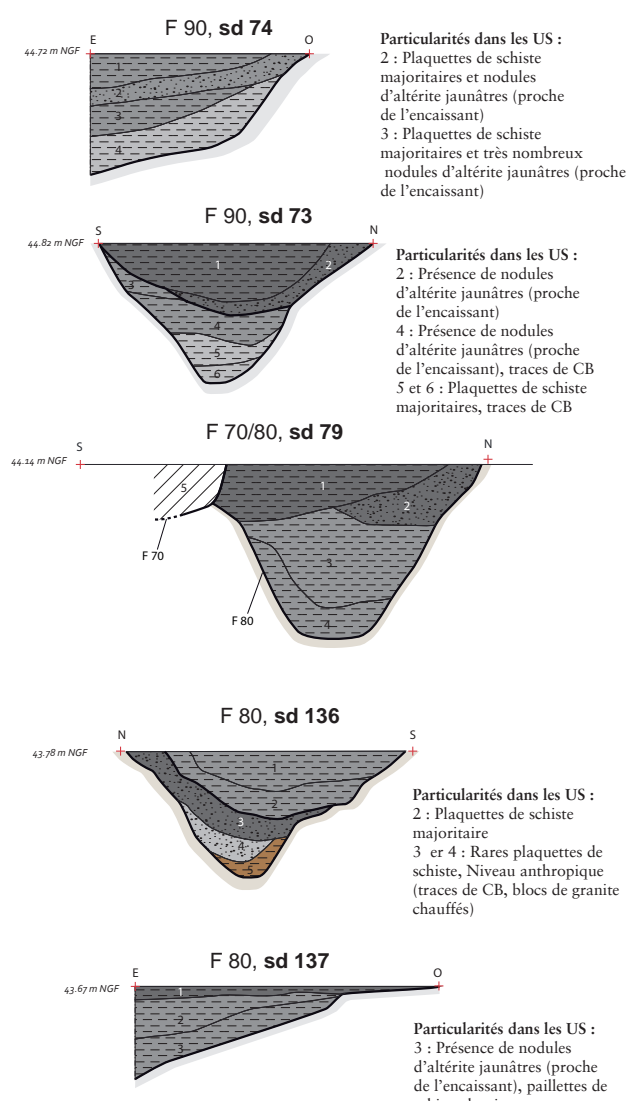 F 90, sd 74
E
O
44.72 m NGF
1
2
3
4
Particularités dans les US :
2 : Plaquettes de schiste
majoritaires et nodules
d'altérite jaunâtres (proche
de l'encaissant)
3 : Plaquettes de schiste
majoritaires et très nombreux
nodules d'altérite jaunâtres (proche
de l'encaissant)
F 90, sd 73
S
N
44.82 m NGF
1
2
3
4
5
6
Particularités dans les US :
2 : Présence de nodules
d'altérite jaunâtres (proche
de l'encaissant)
4 : Présence de nodules
d'altérite jaunâtres (proche
de l'encaissant), traces de CB
5 et 6 : Plaquettes de schiste
majoritaires, traces de CB
F 70/80, sd 79
S
N
44.14 m NGF
5
1
2
3
4
F 70
F 80
F 80, sd 136
N
S
43.78 m NGF
1
2
3
4
5
Particularités dans les US :
2 : Plaquettes de schiste
majoritaire
3 er 4 : Rares plaquettes de
schiste, Niveau anthropique
(traces de CB, blocs de granite
chauffés)
F 80, sd 137
E
O
43.67 m NGF
1
2
3
Particularités dans les US :
3 : Présence de nodules
d'altérite jaunâtres (proche
de l'encaissant), paillettes de